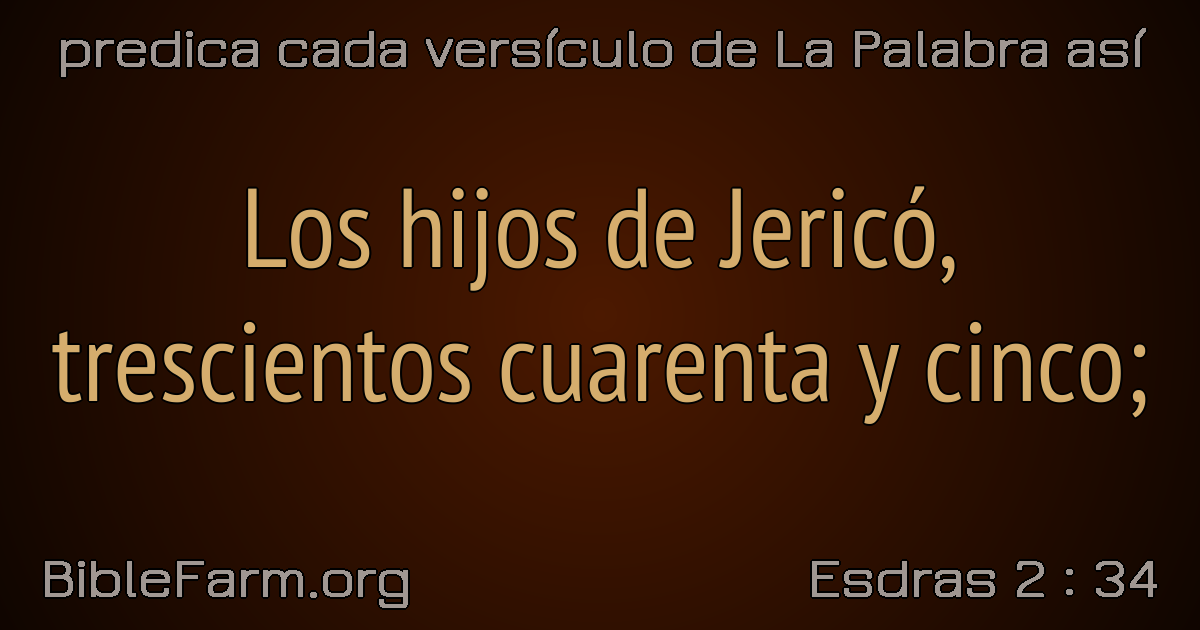 predica cada versículo de La Palabra así
Los hijos de Jericó,
trescientos cuarenta y cinco;
BibleFarm.org
Esdras 2 : 34